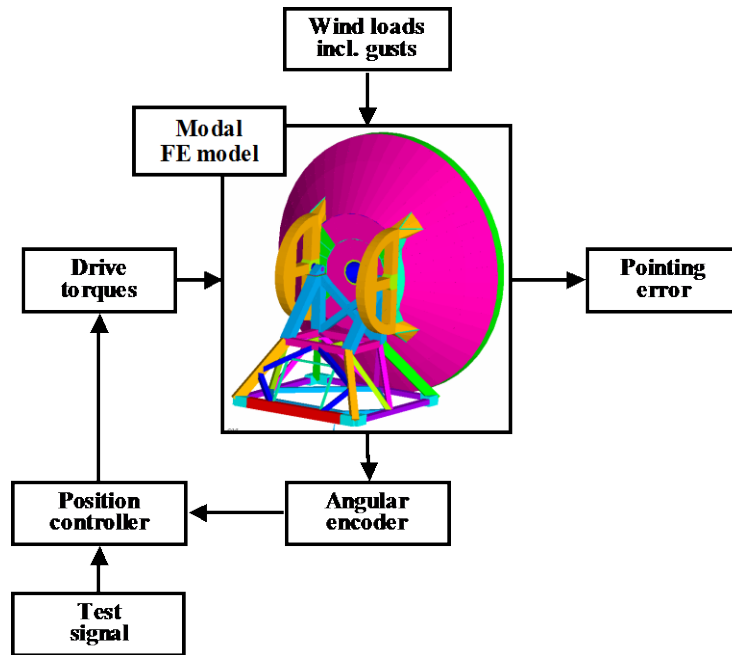 Wind loads
incl. gusts
Modal
FE model
Drive
torques
Pointing
error
Position
controller
Angular
encoder
Test
signal